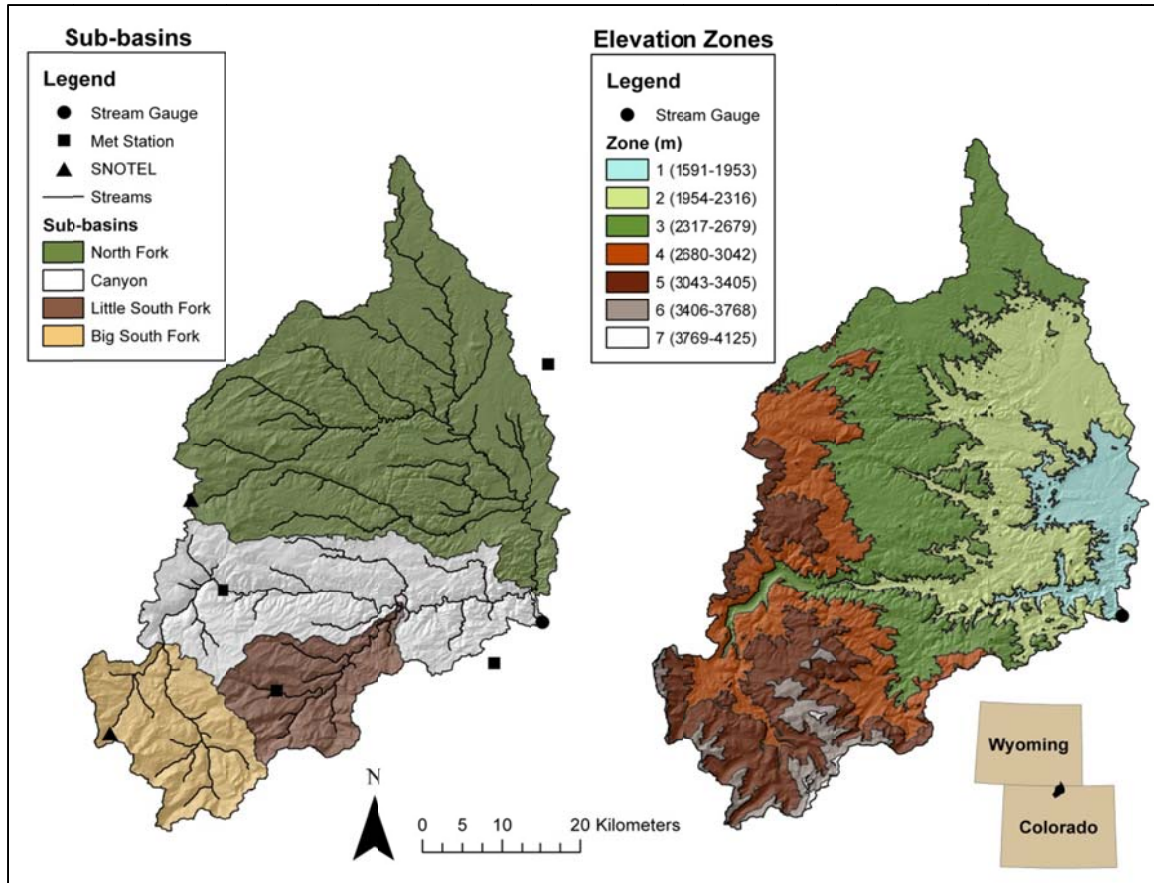 Sub-basins
Legend
Stream Gauge
Met Station
SNOTEL
Streams
Sub-basins
North Fork
Canyon
Little South Fork
Big South Fork
Elevation Zones
Legend
Stream Gauge
Zone (m)
1 (1591-1953)
2 (1954-2316)
3 (2317-2679)
4 (2680-3042)
5 (3043-3405)
6 (3406-3768)
7 (3769-4125)
N
0 5 10 20 Kilometers
Wyoming
Colorado